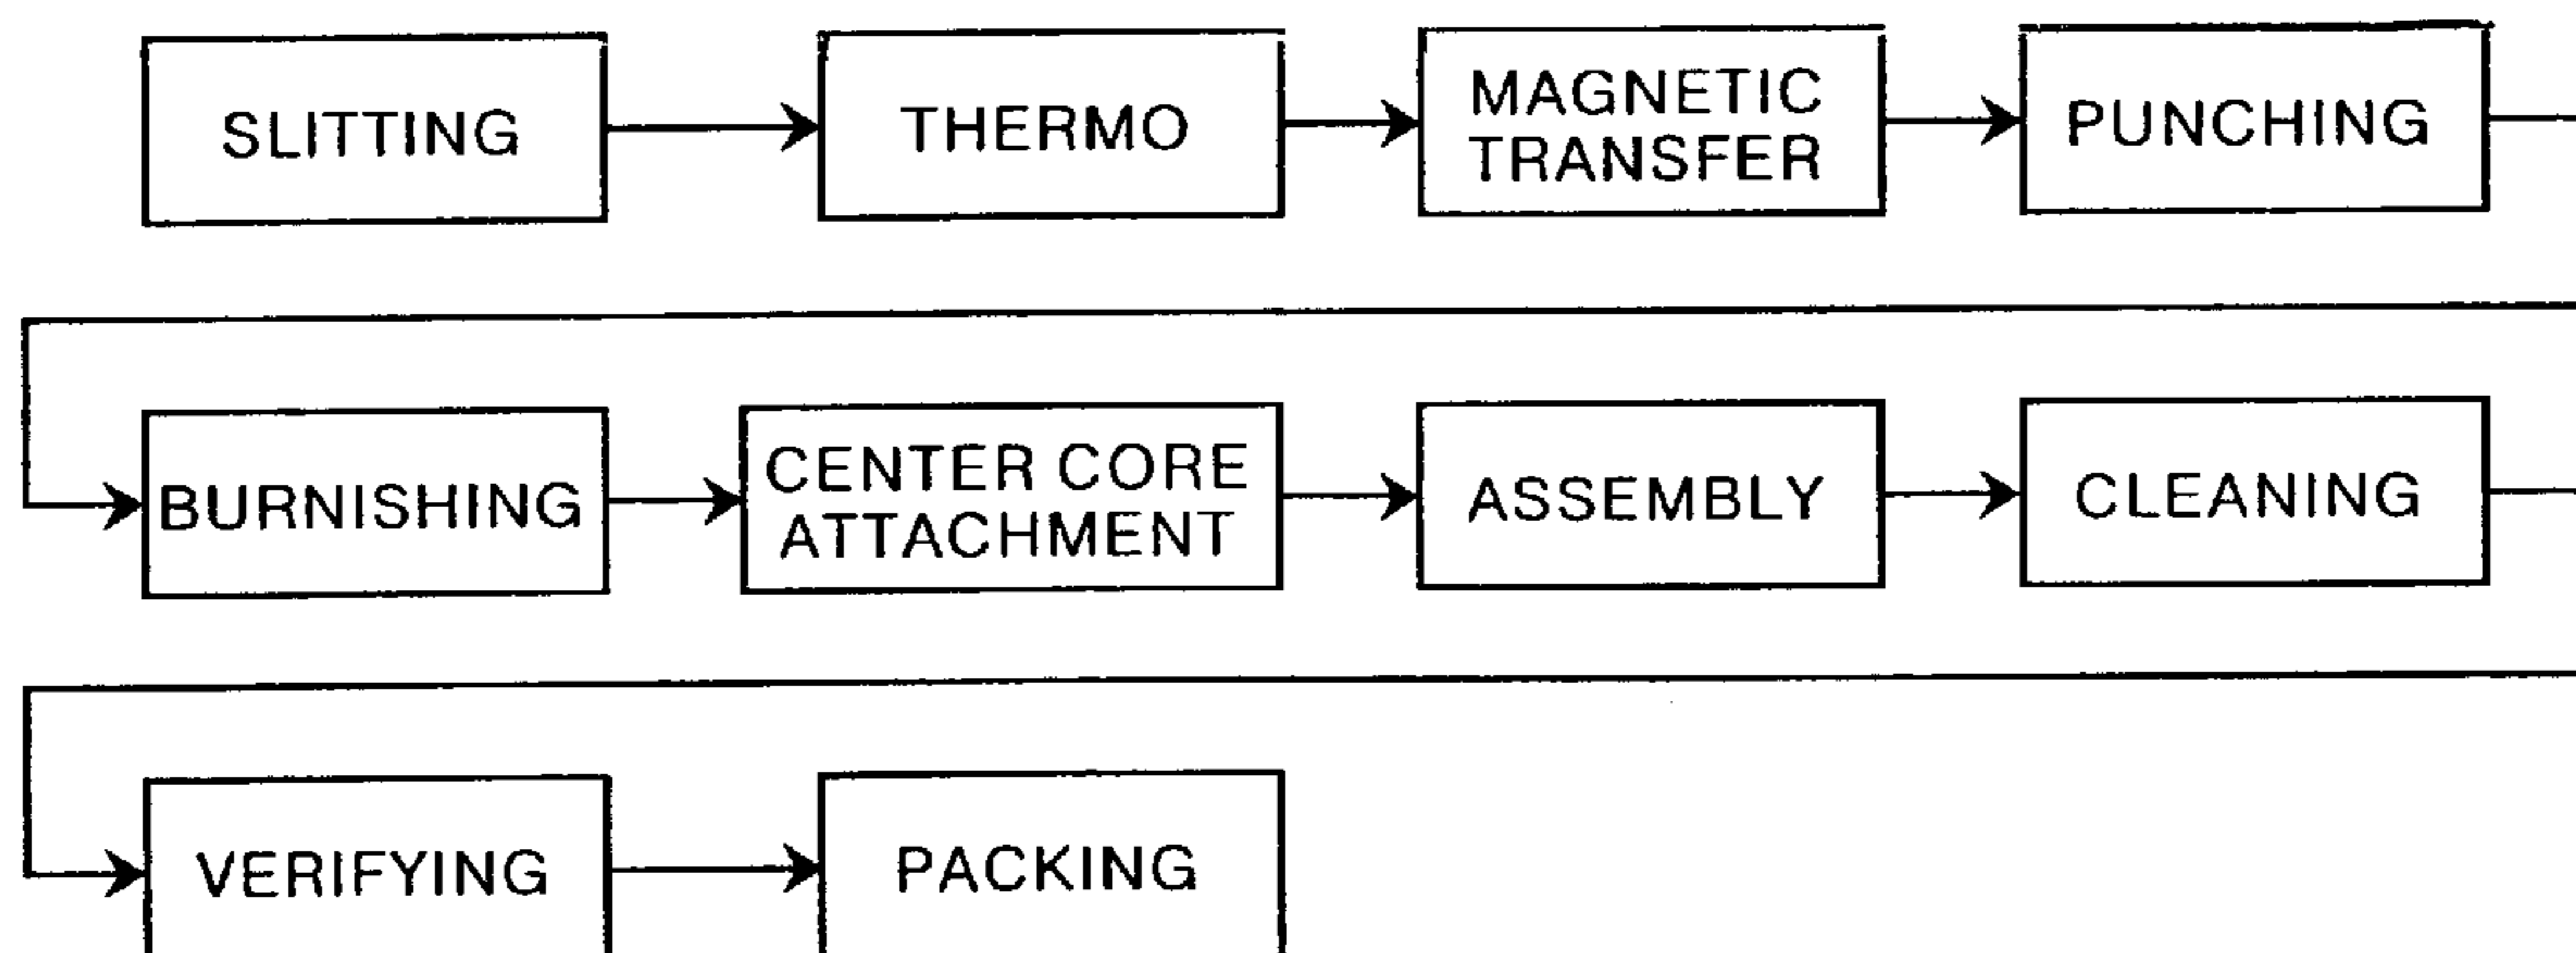 SLITTING
THERMO
MAGNETIC
TRANSFER
PUNCHING
BURNISHING
CENTER CORE
ATTACHMENT
ASSEMBLY
CLEANING
VERIFYING
PACKING